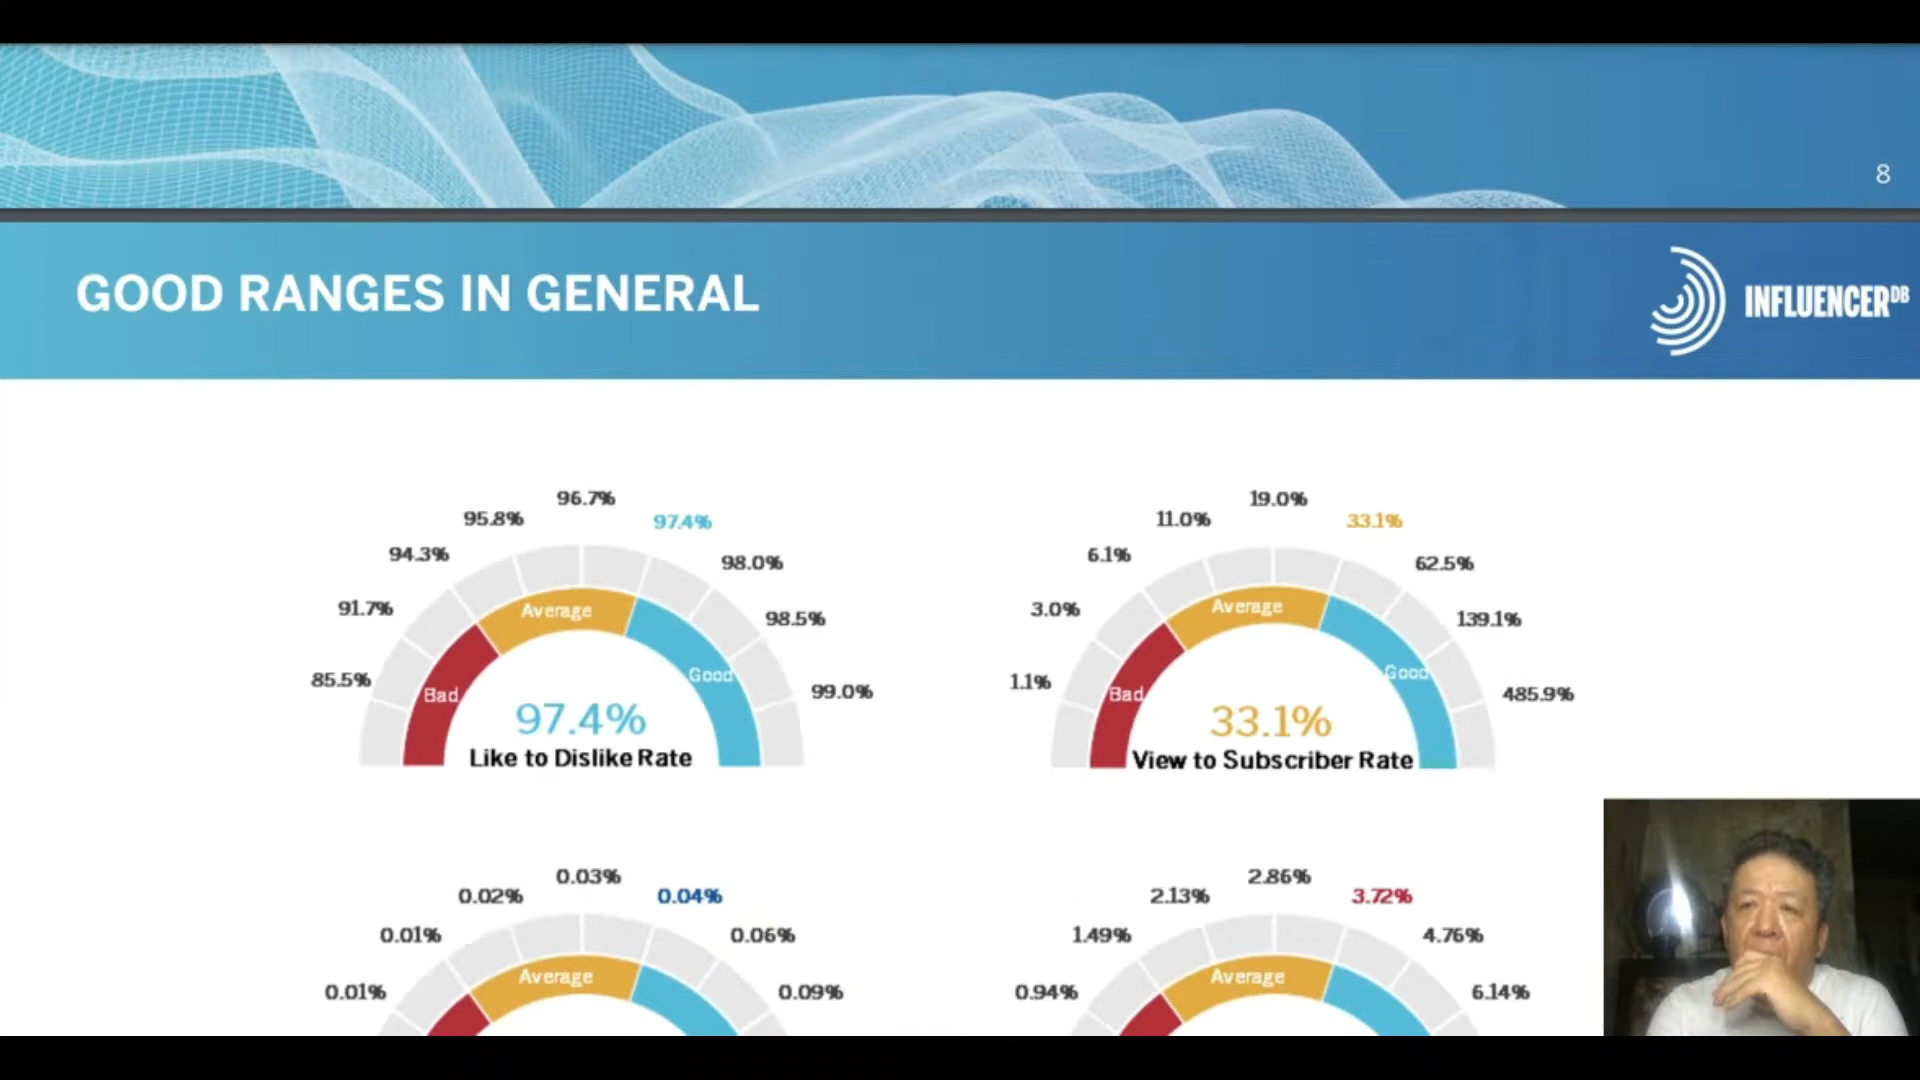 8
GOOD RANGES IN GENERAL
INFLUENCERDB
96.7%
95.8%
97.4%
94.3%
98.0%
91.7%
98.5%
85.5%
99.0%
Average
Bad
Good
97.4%
Like to Dislike Rate
19.0%
11.0%
33.1%
6.1%
62.5%
3.0%
139.1%
1.1%
485.9%
Average
Bad
Good
33.1%
View to Subscriber Rate
0.03%
0.02%
0.04%
0.01%
0.06%
0.01%
0.09%
Average
2.86%
2.13%
3.72%
1.49%
4.76%
0.94%
6.14%
Average